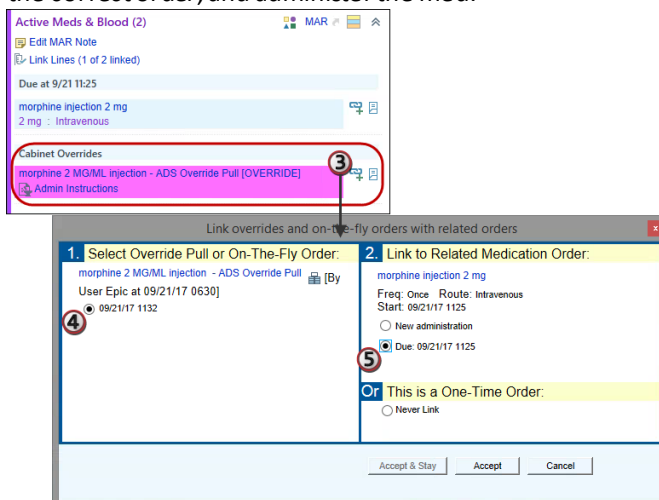 the correct order, and administer the med.
Active Meds & Blood (2) MAR
Edit MAR Note
Link Lines (1 of 2 linked)
Due at 9/21 11:25
morphine injection 2 mg
2 mg : Intravenous
Cabinet Overrides
morphine 2 MG/ML injection - ADS Override Pull [OVERRIDE]
Admin Instructions
3
Link overrides and on-the-fly orders with related orders
x
1. Select Override Pull or On-The-Fly Order:
morphine 2 MG/ML injection - ADS Override Pull [By
User Epic at 09/21/17 0630]
09/21/17 1132
4
2. Link to Related Medication Order:
morphine injection 2 mg
Freq: Once Route: Intravenous
Start: 09/21/17 1125
New administration
Due: 09/21/17 1125
5
Or This is a One-Time Order:
Never Link
Accept & Stay Accept Cancel